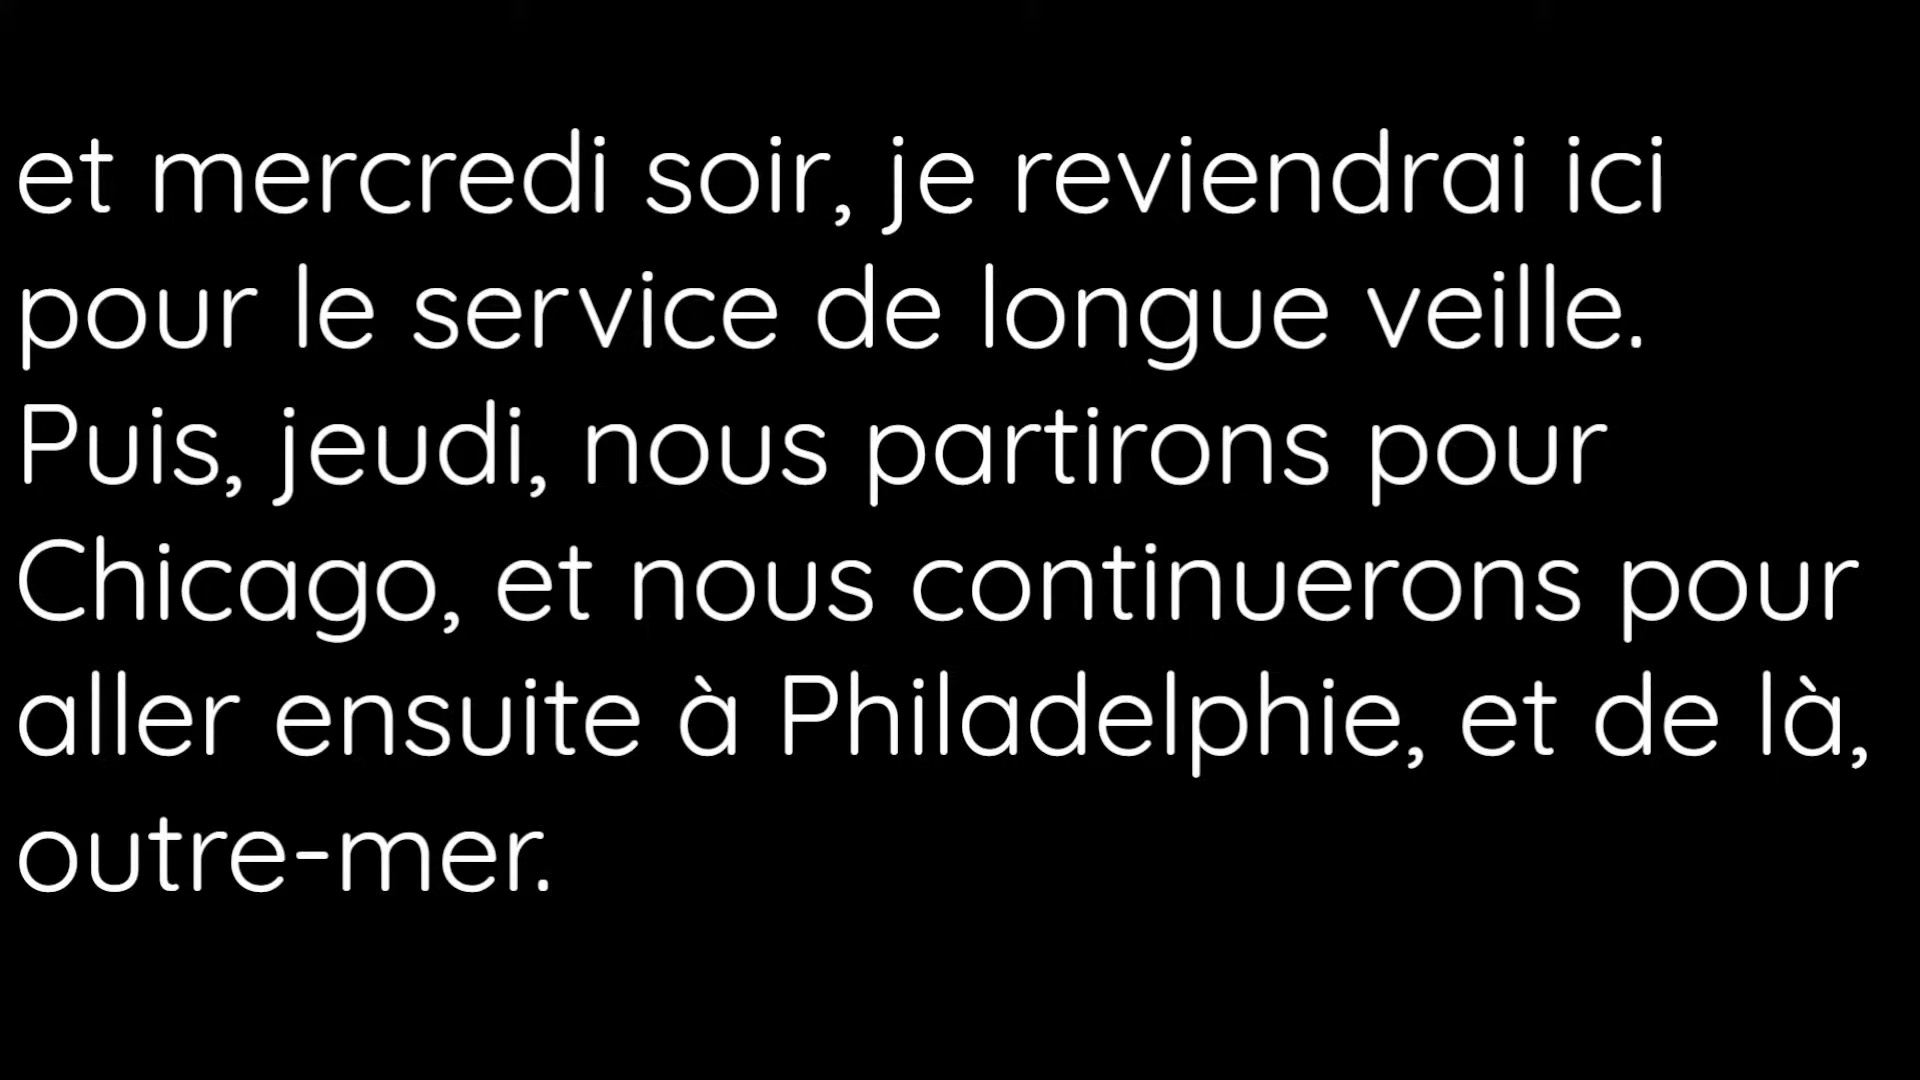 et mercredi soir, je reviendrai ici
pour le service de longue veille.
Puis, jeudi, nous partirons pour
Chicago, et nous continuerons pour
aller ensuite à Philadelphie, et de là,
outre-mer.